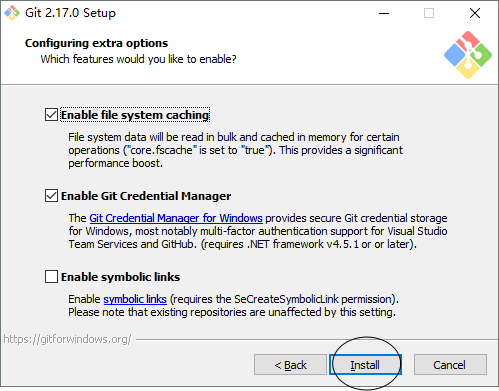 Git 2.17.0 Setup
Configuring extra options
Which features would you like to enable?
Enable file system caching
File system data will be read in bulk and cached in memory for certain
operations ("core.fscache" is set to "true"). This provides a significant
performance boost.
Enable Git Credential Manager
The Git Credential Manager for Windows provides secure Git credential storage
for Windows, most notably multi-factor authentication support for Visual Studio
Team Services and GitHub. (requires .NET framework v4.5.1 or or later).
Enable symbolic links
Enable symbolic links (requires the SeCreateSymbolicLink permission).
Please note that existing repositories are unaffected by this setting.
https://gitforwindows.org/
< Back Install Cancel